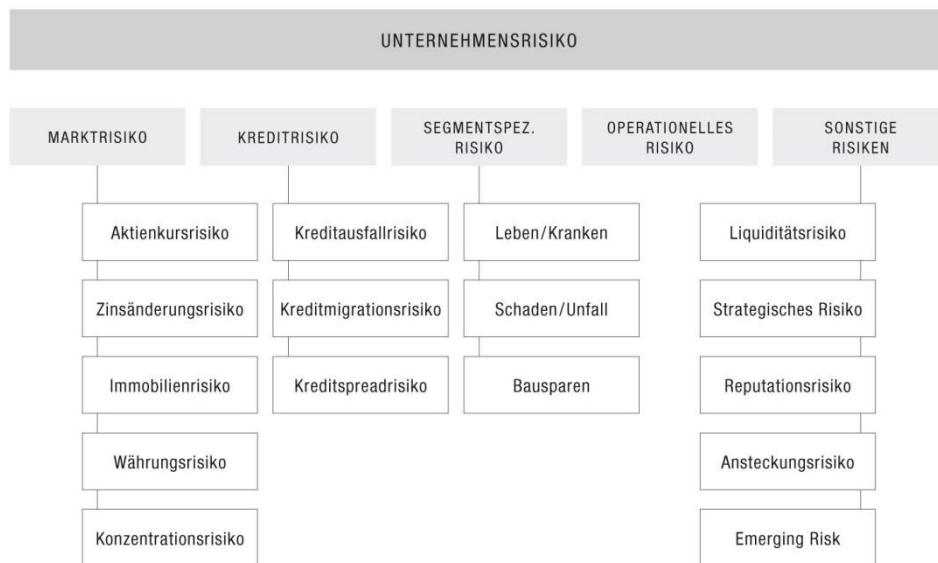 UNTERNEHMENSRISIKO
MARKTRISIKO
KREDITRISIKO
SEGMENTSPEZ.
RISIKO
OPERATIONELLES
RISIKO
SONSTIGE
RISIKEN
Aktienkursrisiko
Zinsänderungsrisiko
Immobilienrisiko
Währungsrisiko
Konzentrationsrisiko
Kreditausfallrisiko
Kreditmigrationsrisiko
Kreditspreadrisiko
Leben/Kranken
Schaden/Unfall
Bausparen
Liquiditätsrisiko
Strategisches Risiko
Reputationsrisiko
Ansteckungsrisiko
Emerging Risk